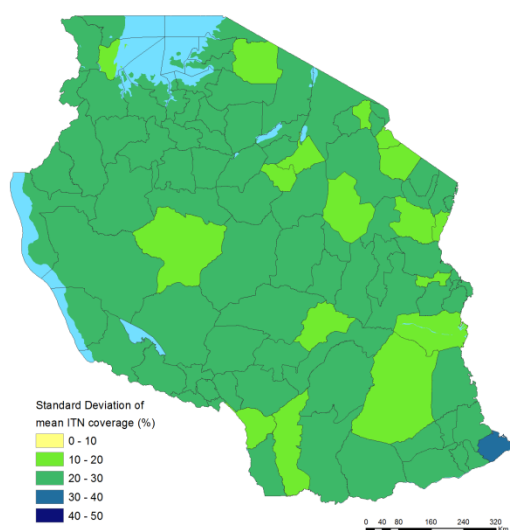 Standard Deviation of
mean ITN coverage (%)
0 - 10
10 - 20
20 - 30
30 - 40
40 - 50
0 40 80 160 240 320
Km